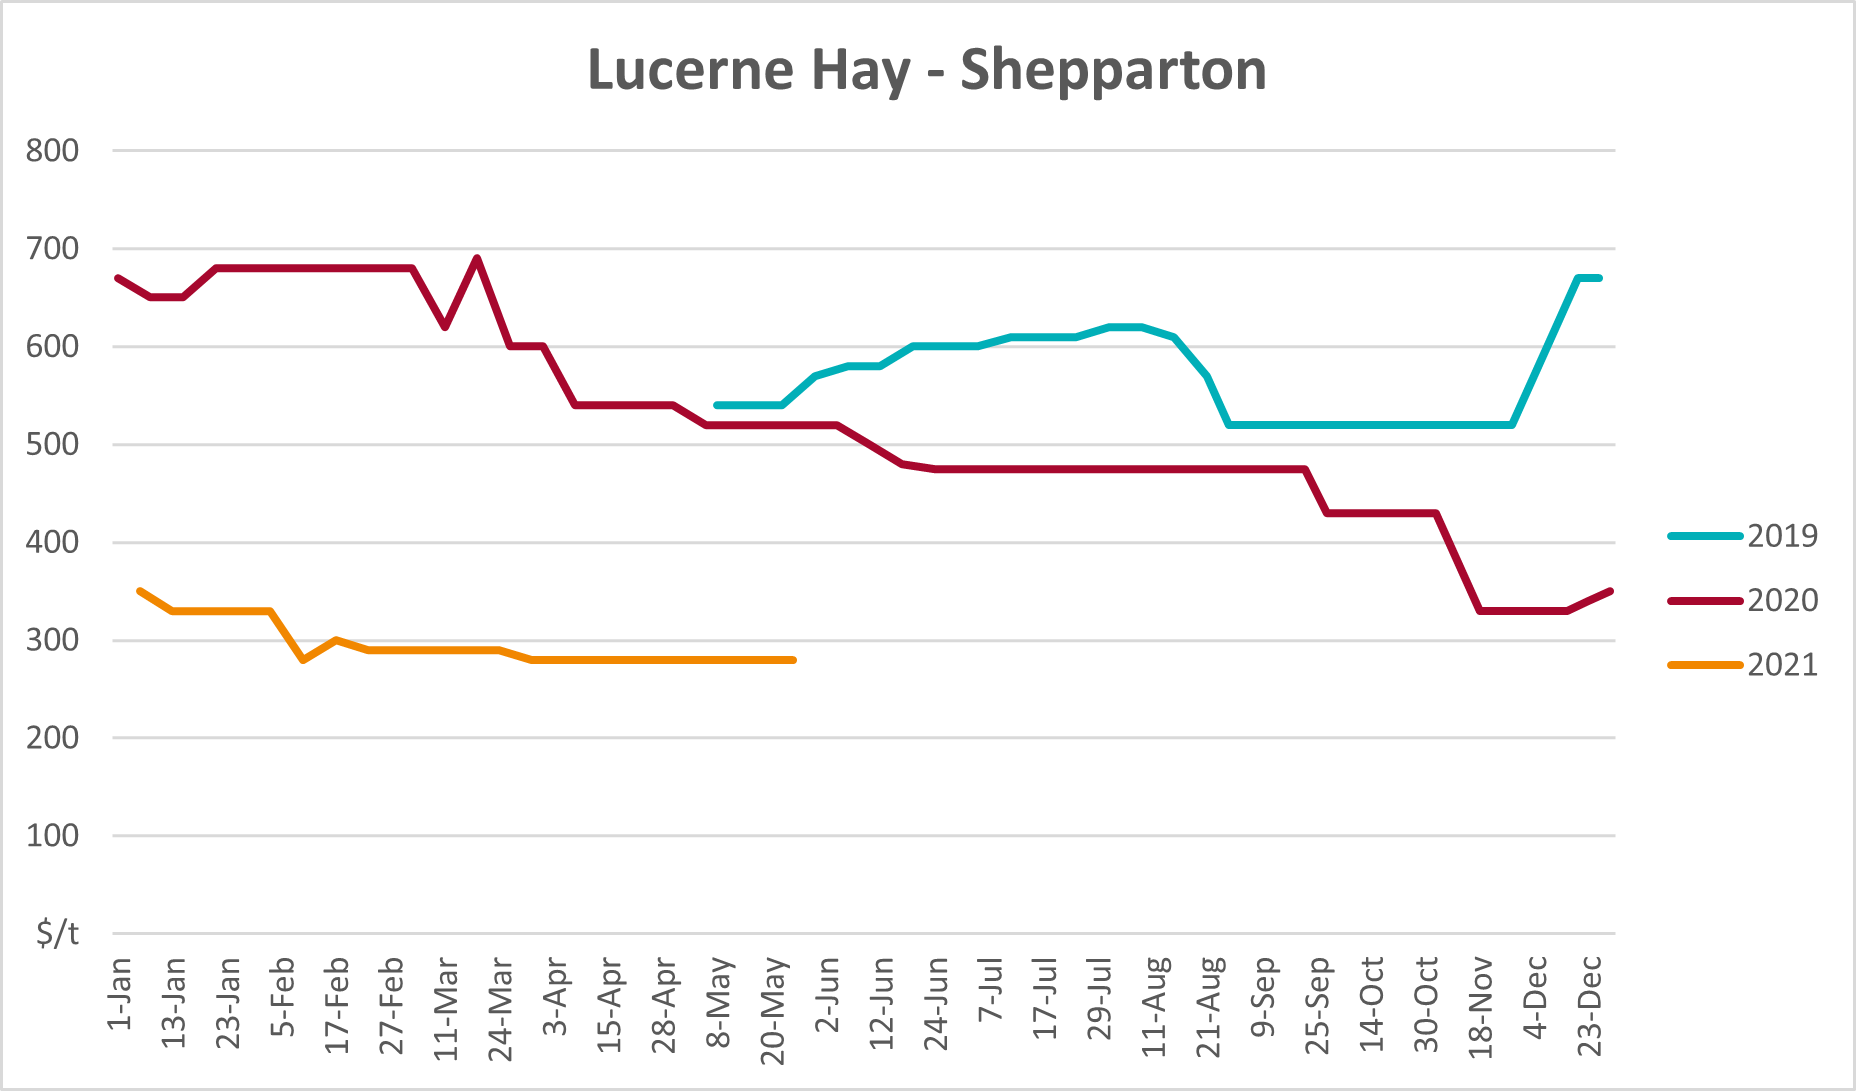 Lucerne Hay - Shepparton
800
700
600
500
400
300
200
100
$/t
1-Jan
13-Jan
23-Jan
5-Feb
17-Feb
27-Feb
11-Mar
24-Mar
3-Apr
15-Apr
28-Apr
8-May
20-May
2-Jun
12-Jun
24-Jun
7-Jul
17-Jul
29-Jul
11-Aug
21-Aug
9-Sep
25-Sep
14-Oct
30-Oct
18-Nov
4-Dec
23-Dec
2019
2020
2021